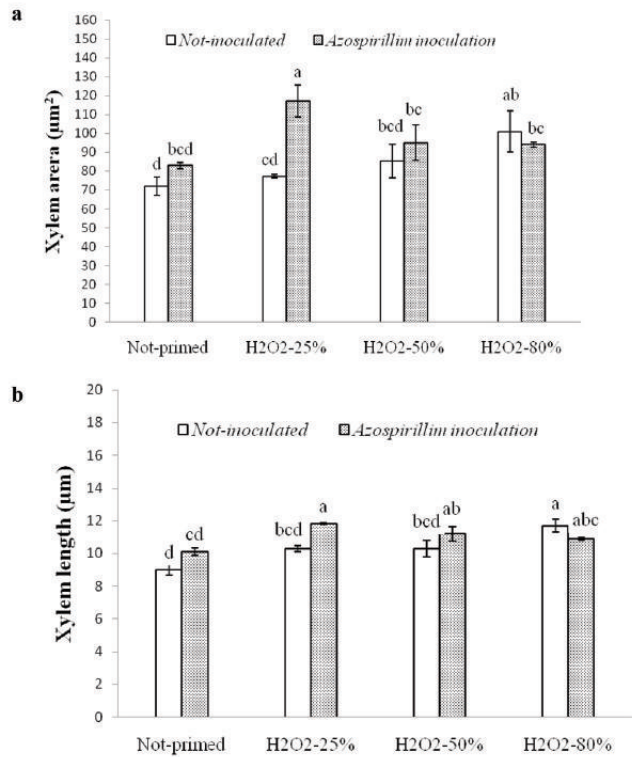 a
Not-inoculated Azospirillim inoculation
160
150
140
130
120
110
100
90
80
70
60
50
40
30
20
10
0
Xylem arera (µm²)
d bcd cd a bcd bc ab bc
Not-primed H2O2-25% H2O2-50% H2O2-80%
b
Not-inoculated Azospirillim inoculation
20
18
16
14
12
10
8
6
4
2
0
Xylem length (µm)
d cd bcd a bcd ab a abc
Not-primed H2O2-25% H2O2-50% H2O2-80%